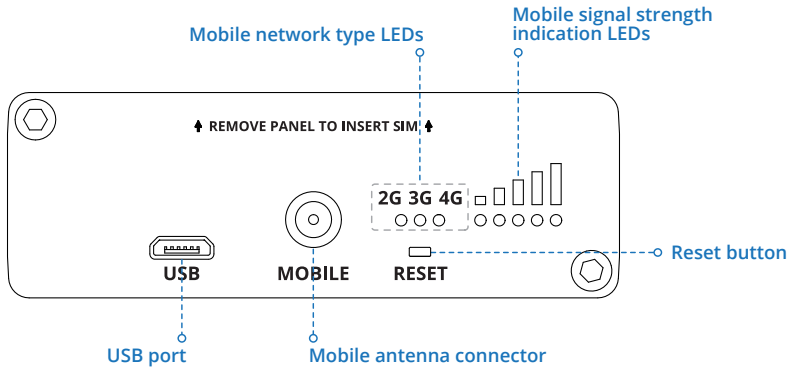 Mobile network type LEDs
Mobile signal strength
indication LEDs
REMOVE PANEL TO INSERT SIM
2G 3G 4G
USB
MOBILE
RESET
Reset button
USB port
Mobile antenna connector